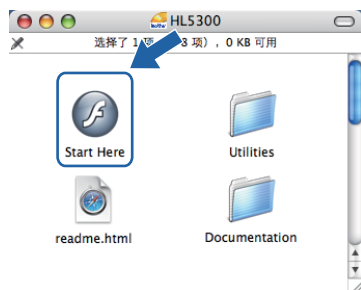 HL5300
选择了 1 项 3 项) , 0 KB 可用
Start Here
Utilities
readme.html
Documentation